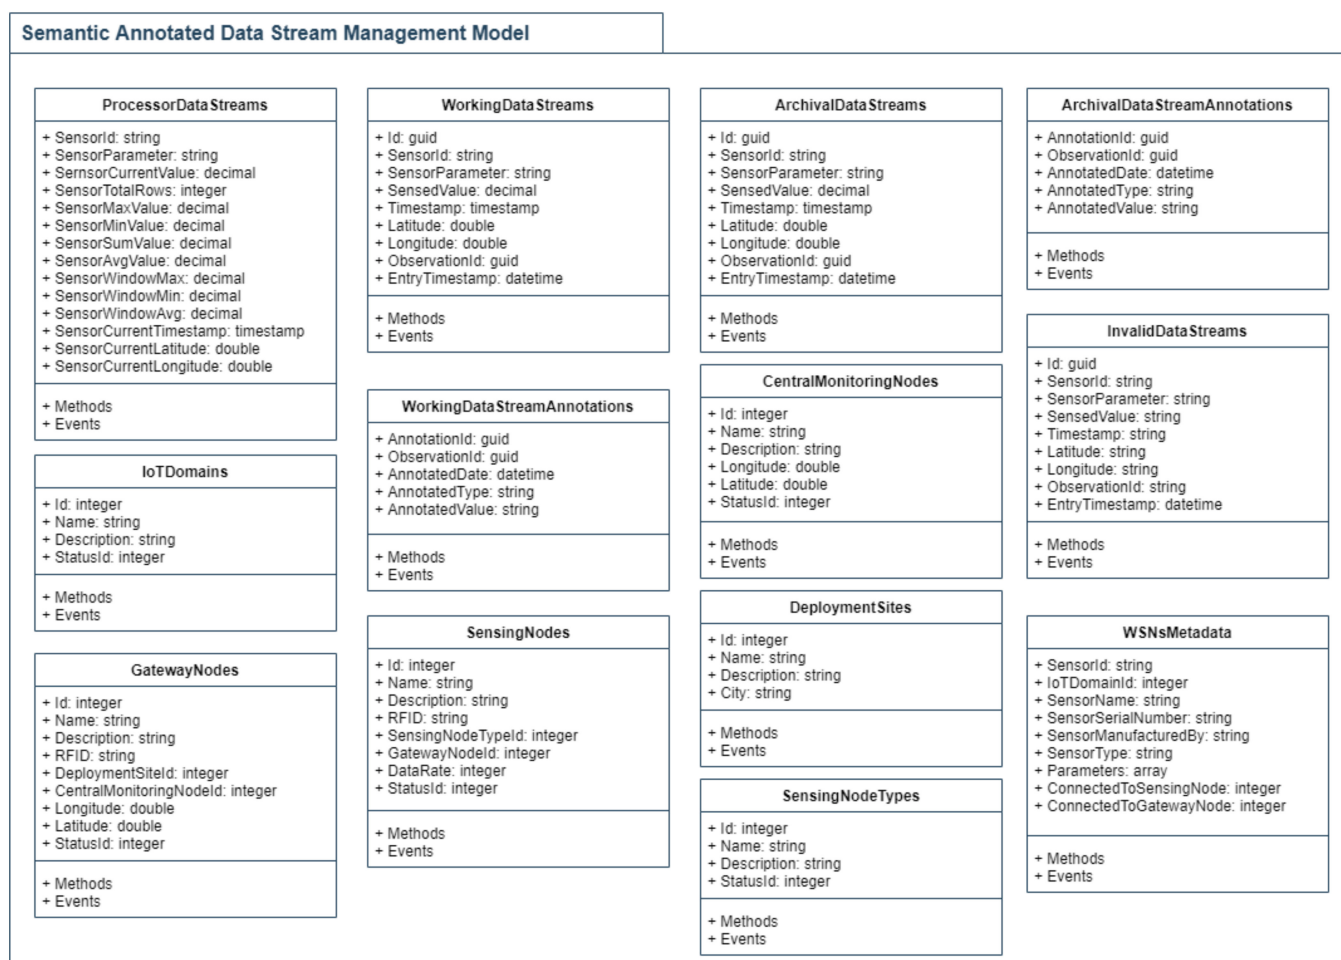 Semantic Annotated Data Stream Management Model
ProcessorDataStreams
+ SensorId: string
+ SensorParameter: string
+ SernsorCurrentValue: decimal
+ SensorTotalRows: integer
+ SensorMaxValue: decimal
+ SensorMinValue: decimal
+ SensorSumValue: decimal
+ SensorAvgValue: decimal
+ SensorWindowMax: decimal
+ SensorWindowMin: decimal
+ SensorWindowAvg: decimal
+ SensorCurrentTimestamp: timestamp
+ SensorCurrentLatitude: double
+ SensorCurrentLongitude: double
+ Methods
+ Events
IoTDomains
+ Id: integer
+ Name: string
+ Description: string
+ StatusId: integer
+ Methods
+ Events
GatewayNodes
+ Id: integer
+ Name: string
+ Description: string
+ RFID: string
+ DeploymentSiteId: integer
+ CentralMonitoringNodeId: integer
+ Longitude: double
+ Latitude: double
+ StatusId: integer
+ Methods
+ Events
WorkingDataStreams
+ Id: guid
+ SensorId: string
+ SensorParameter: string
+ SensedValue: decimal
+ Timestamp: timestamp
+ Latitude: double
+ Longitude: double
+ ObservationId: guid
+ EntryTimestamp: datetime
+ Methods
+ Events
WorkingDataStreamAnnotations
+ AnnotationId: guid
+ ObservationId: guid
+ AnnotatedDate: datetime
+ AnnotatedType: string
+ AnnotatedValue: string
+ Methods
+ Events
SensingNodes
+ Id: integer
+ Name: string
+ Description: string
+ RFID: string
+ SensingNodeTypeId: integer
+ GatewayNodeId: integer
+ DataRate: integer
+ StatusId: integer
+ Methods
+ Events
ArchivalDataStreams
+ Id: guid
+ SensorId: string
+ SensorParameter: string
+ SensedValue: decimal
+ Timestamp: timestamp
+ Latitude: double
+ Longitude: double
+ ObservationId: guid
+ EntryTimestamp: datetime
+ Methods
+ Events
CentralMonitoringNodes
+ Id: integer
+ Name: string
+ Description: string
+ Longitude: double
+ Latitude: double
+ StatusId: integer
+ Methods
+ Events
DeploymentSites
+ Id: integer
+ Name: string
+ Description: string
+ City: string
+ Methods
+ Events
SensingNodeTypes
+ Id: integer
+ Name: string
+ Description: string
+ StatusId: integer
+ Methods
+ Events
ArchivalDataStreamAnnotations
+ AnnotationId: guid
+ ObservationId: guid
+ AnnotatedDate: datetime
+ AnnotatedType: string
+ AnnotatedValue: string
+ Methods
+ Events
InvalidDataStreams
+ Id: guid
+ SensorId: string
+ SensorParameter: string
+ SensedValue: string
+ Timestamp: string
+ Latitude: string
+ Longitude: string
+ ObservationId: string
+ EntryTimestamp: datetime
+ Methods
+ Events
WSNsMetadata
+ SensorId: string
+ IoTDomainId: integer
+ SensorName: string
+ SensorSerialNumber: string
+ SensorManufacturedBy: string
+ SensorType: string
+ Parameters: array
+ ConnectedToSensingNode: integer
+ ConnectedToGatewayNode: integer
+ Methods
+ Events